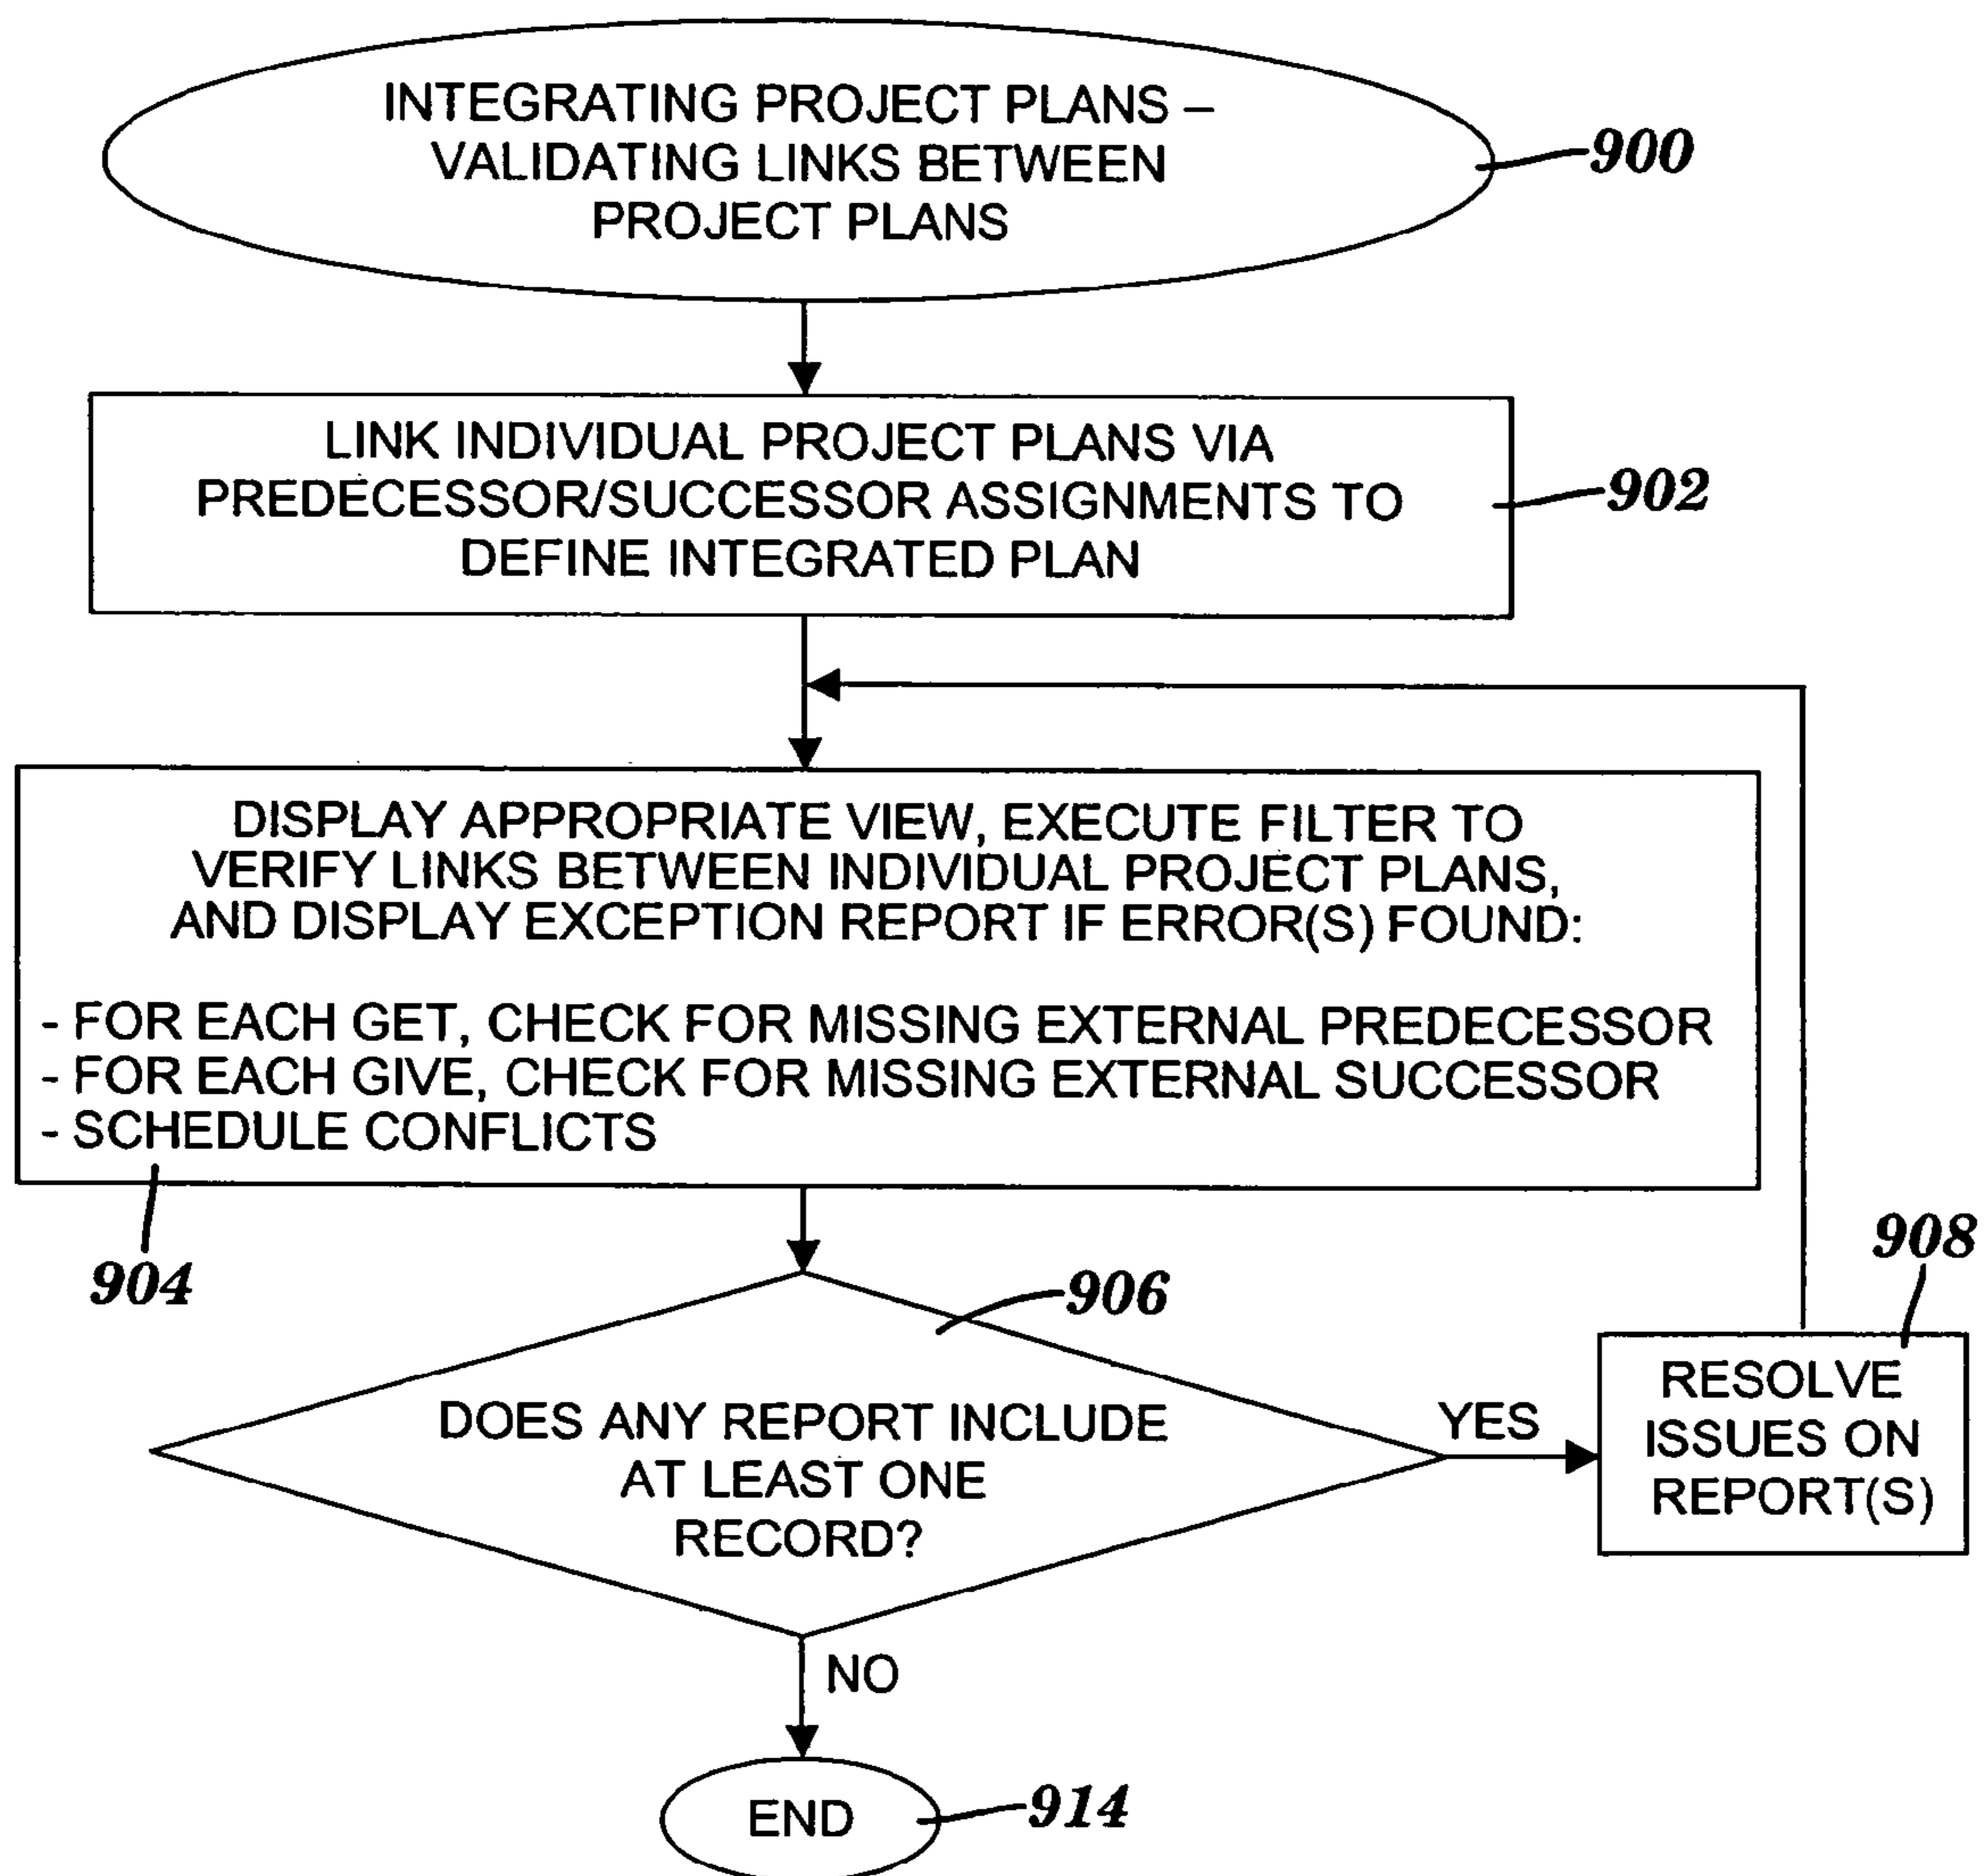 INTEGRATING PROJECT PLANS –
VALIDATING LINKS BETWEEN
PROJECT PLANS
900
LINK INDIVIDUAL PROJECT PLANS VIA
PREDECESSOR/SUCCESSOR ASSIGNMENTS TO
DEFINE INTEGRATED PLAN
902
DISPLAY APPROPRIATE VIEW, EXECUTE FILTER TO
VERIFY LINKS BETWEEN INDIVIDUAL PROJECT PLANS,
AND DISPLAY EXCEPTION REPORT IF ERROR(S) FOUND:
- FOR EACH GET, CHECK FOR MISSING EXTERNAL PREDECESSOR
- FOR EACH GIVE, CHECK FOR MISSING EXTERNAL SUCCESSOR
- SCHEDULE CONFLICTS
904
906
DOES ANY REPORT INCLUDE
AT LEAST ONE
RECORD?
YES
908
RESOLVE
ISSUES ON
REPORT(S)
NO
END
914